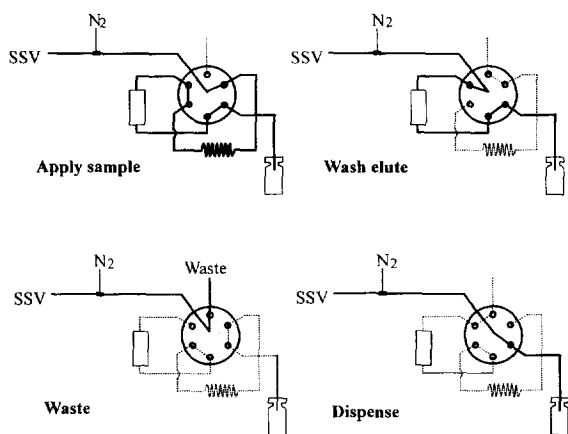 N₂
SSV
Apply sample
N₂
SSV
Wash elute
N₂
Waste
SSV
Waste
N₂
SSV
Dispense